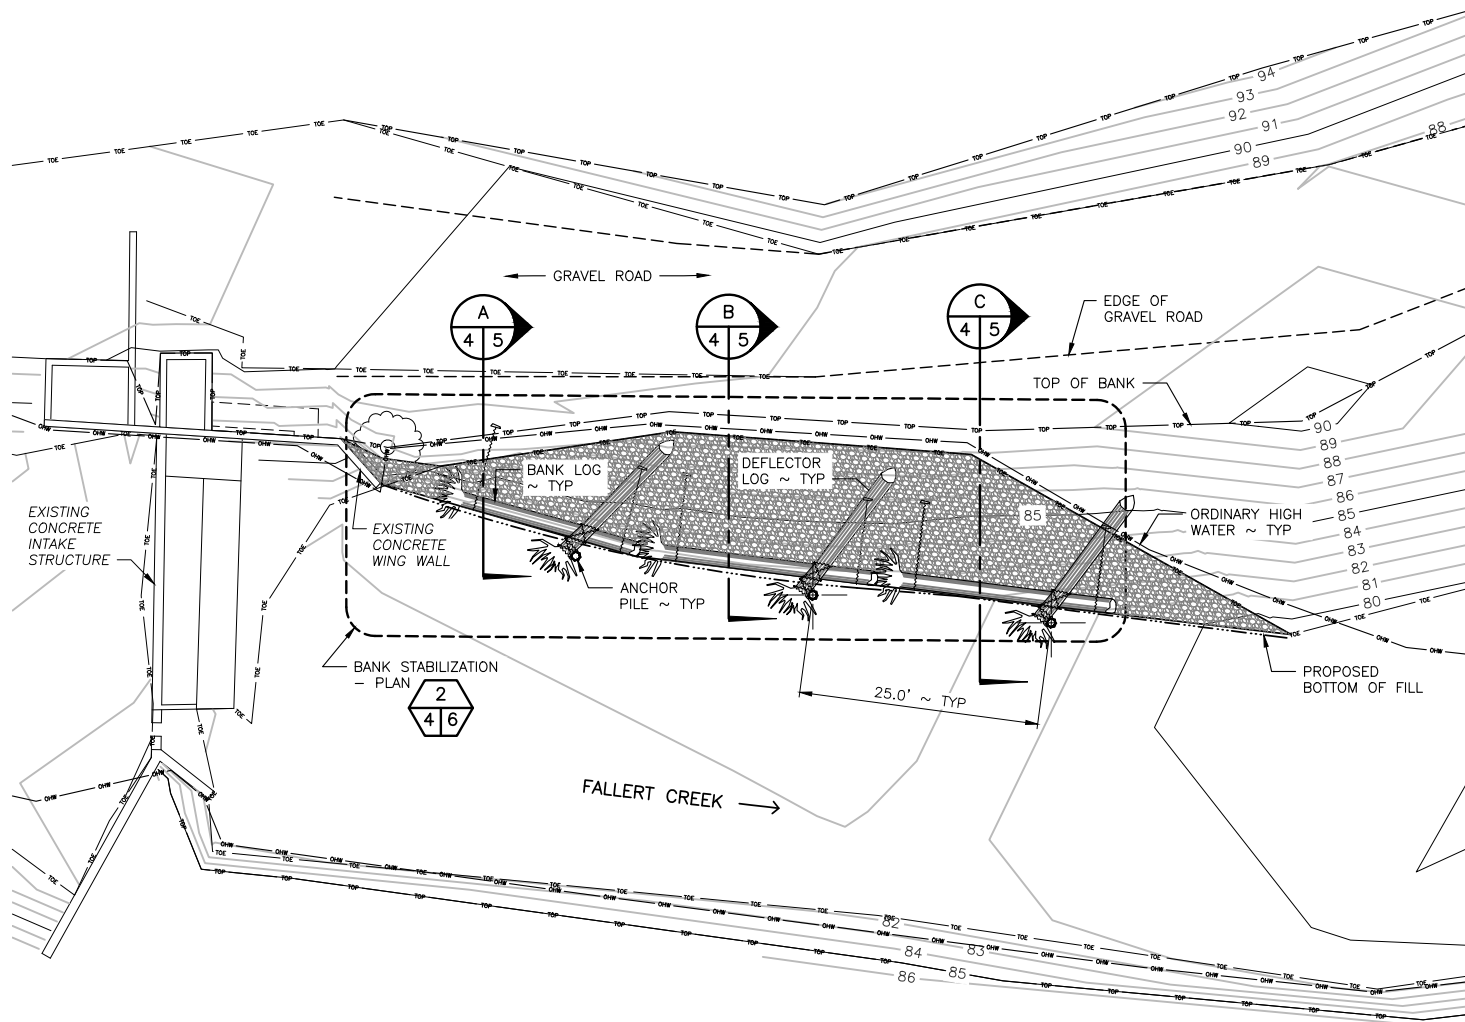 94
93
92
91
90
89
88
GRAVEL ROAD
A
4 5
B
4 5
C
4 5
EDGE OF
GRAVEL ROAD
TOP OF BANK
90
89
88
87
86
85
84
83
82
81
80
BANK LOG
~ TYP
DEFLECTOR
LOG ~ TYP
85
ORDINARY HIGH
WATER ~ TYP
EXISTING
CONCRETE
INTAKE
STRUCTURE
EXISTING
CONCRETE
WING WALL
ANCHOR
PILE ~ TYP
BANK STABILIZATION
- PLAN
2
4 6
25.0' ~ TYP
PROPOSED
BOTTOM OF FILL
FALLERT CREEK
82
83
84
85
86
TOE
TOP
OHW